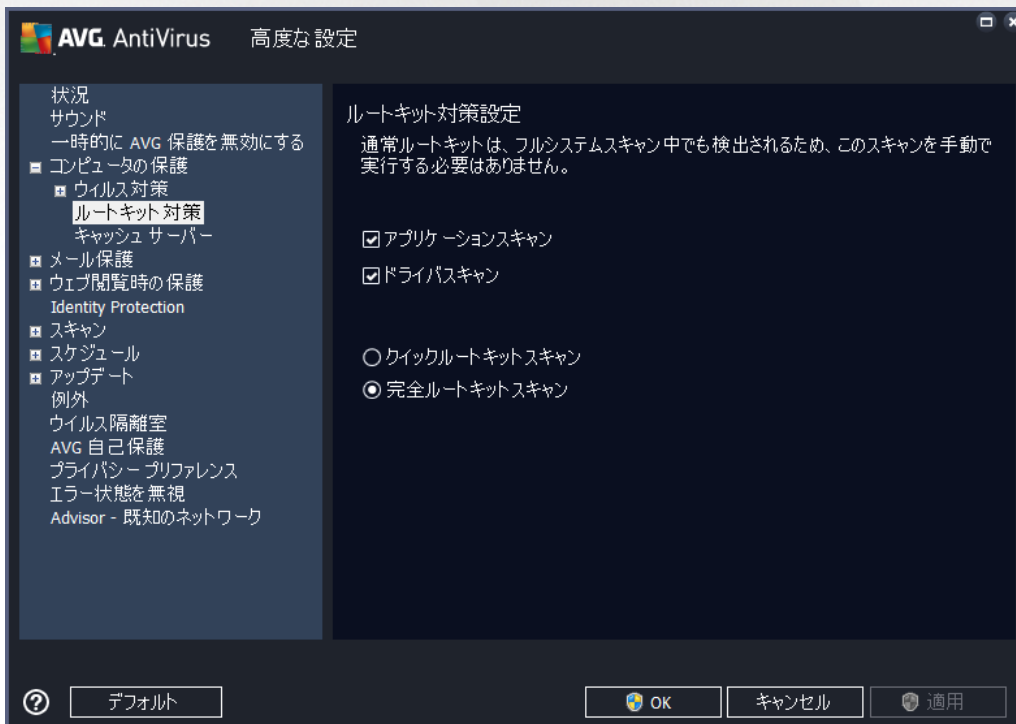 AVG. AntiVirus 高度な設定
状況
サウンド
一時的に AVG 保護を無効にする
コンピュータの保護
ウィルス対策
ルートキット対策
キャッシュ サーバー
メール保護
ウェブ閲覧時の保護
Identity Protection
スキャン
スケジュール
アップデート
例外
ウイルス隔離室
AVG 自己保護
プライバシー プリファレンス
エラー状態を無視
Advisor - 既知のネットワーク
ルートキット対策設定
通常ルートキットは、フルシステムスキャン中でも検出されるため、このスキャンを手動で
実行する必要はありません。
アプリケーションスキャン
ドライバスキャン
クイックルートキットスキャン
完全ルートキットスキャン
デフォルト
OK
キャンセル
適用